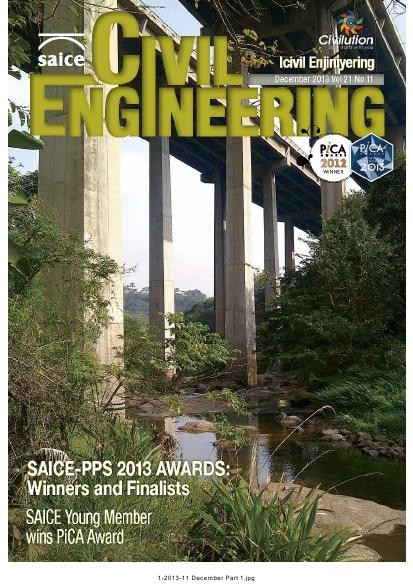 saice
CIVIL
ENGINEERING
Civilution
Icivil Enjinyering
December 2013 Vol 21 No 11
PiCA
AWARDS
2012
WINNER
PiCA
2013
SAICE-PPS 2013 AWARDS:
Winners and Finalists
SAICE Young Member
wins PiCA Award
1-2013-11 December Part 1.jpg